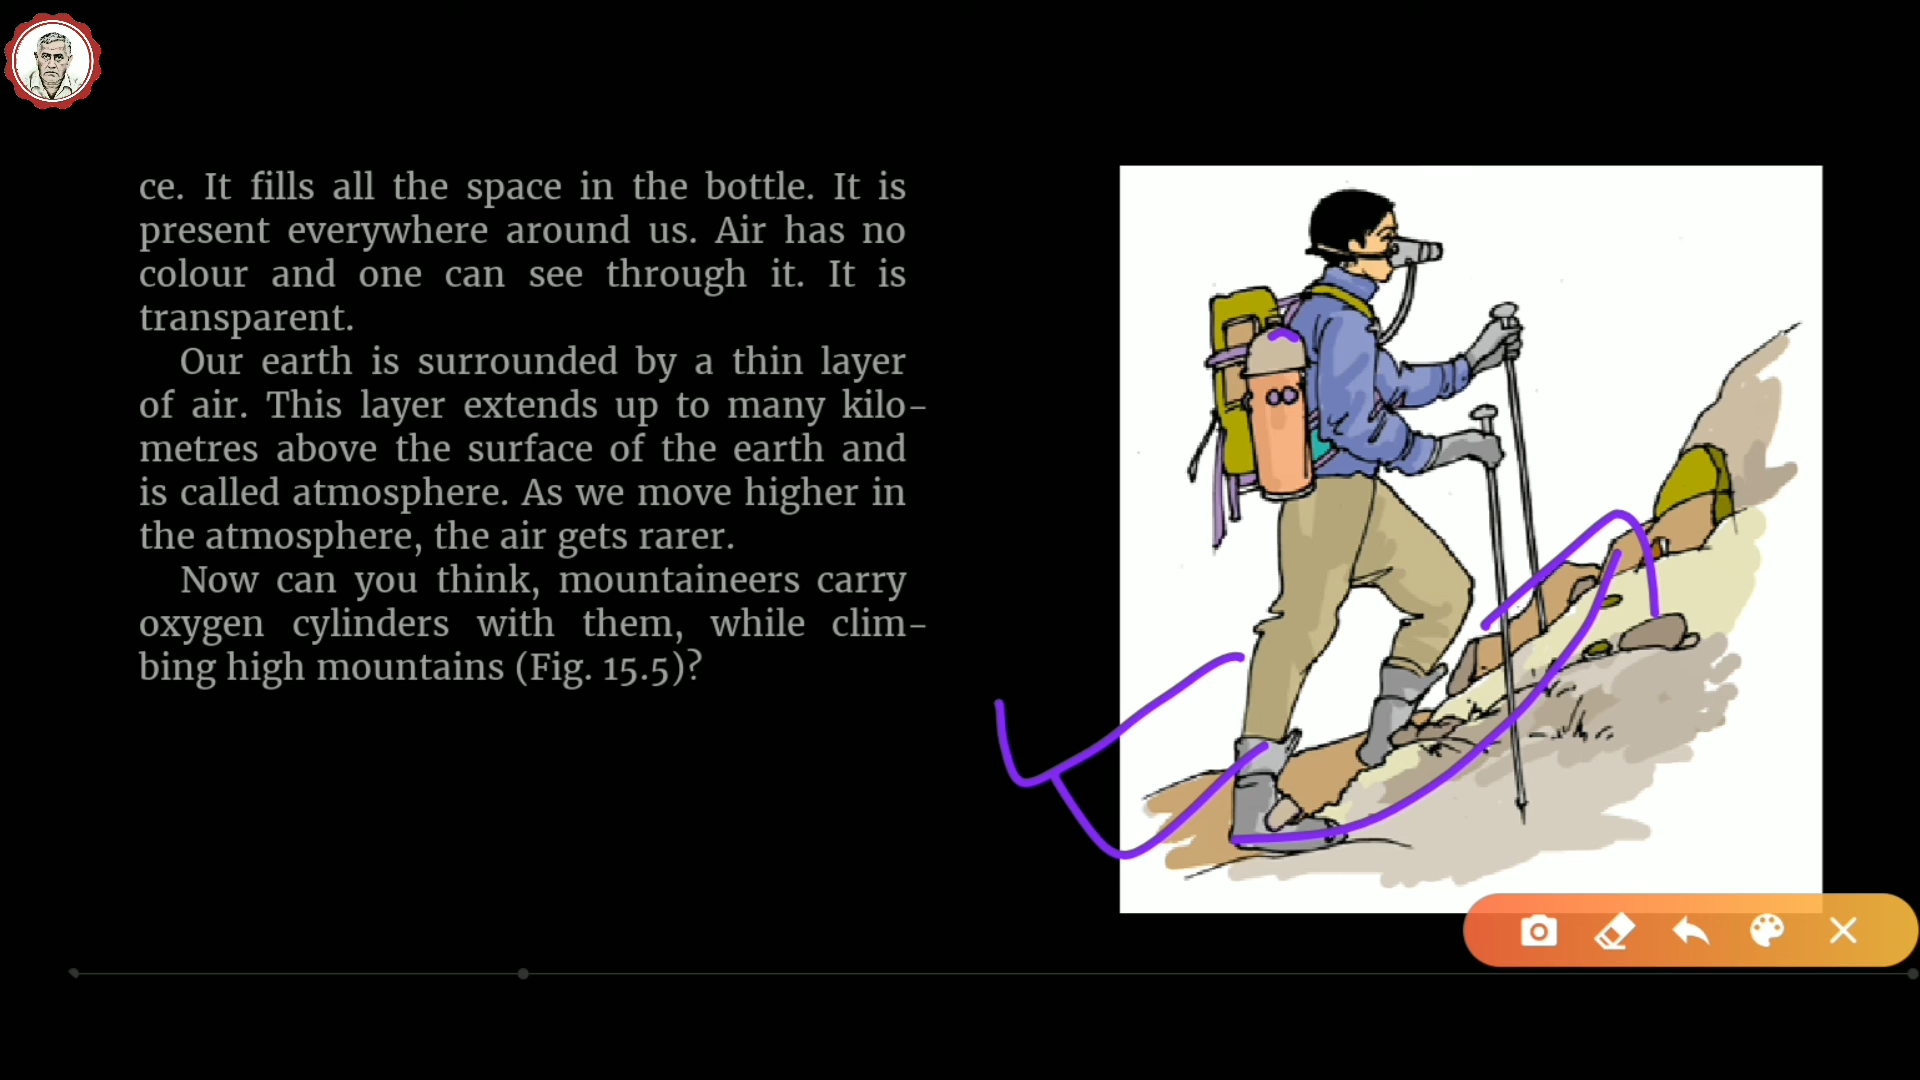 ce. It fills all the space in the bottle. It is
present everywhere around us. Air has no
colour and one can see through it. It is
transparent.
Our earth is surrounded by a thin layer
of air. This layer extends up to many kilo-
metres above the surface of the earth and
is called atmosphere. As we move higher in
the atmosphere, the air gets rarer.
Now can you think, mountaineers carry
oxygen cylinders with them, while clim-
bing high mountains (Fig. 15.5)?